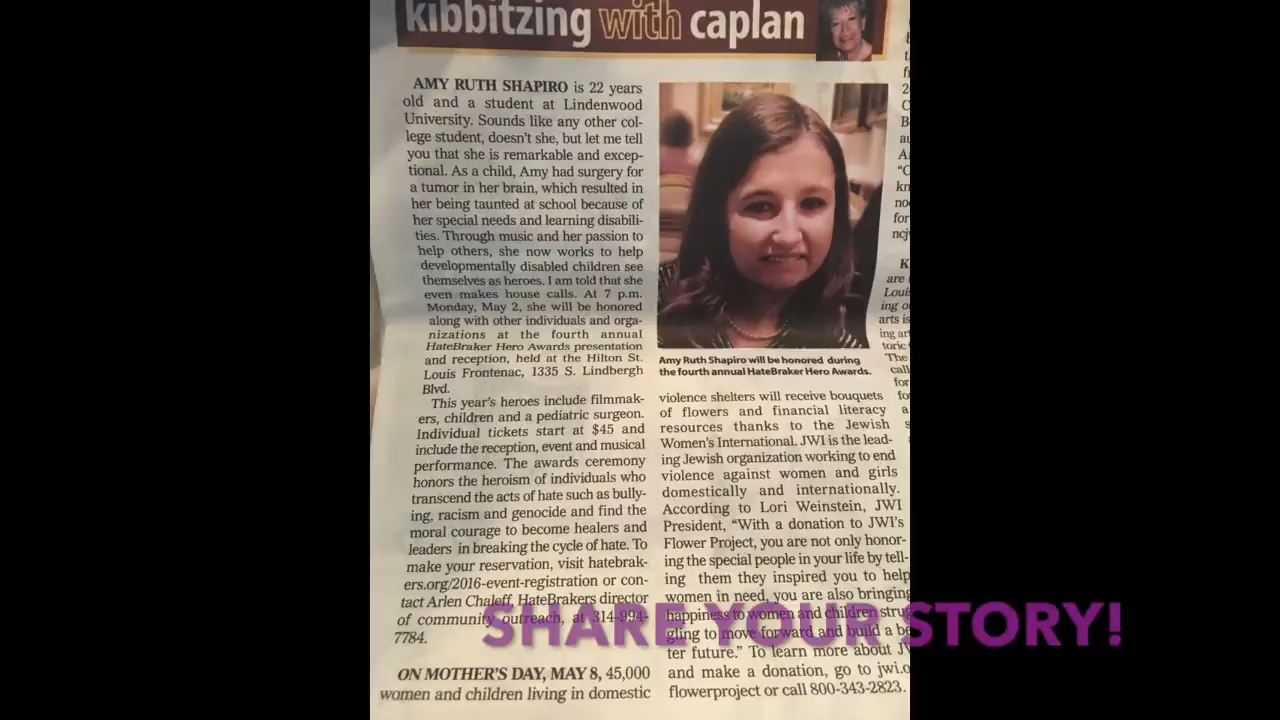 kibbitzing with caplan
AMY RUTH SHAPIRO is 22 years
old and a student at Lindenwood
University. Sounds like any other col-
lege student, doesn't she, but let me tell
you that she is remarkable and excep-
tional. As a child, Amy had surgery for
a tumor in her brain, which resulted in
her being taunted at school because of
her special needs and learning disabili-
ties. Through music and her passion to
help others, she now works to help
developmentally disabled children see
themselves as heroes. I am told that she
even makes house calls. At 7 p.m.
Monday, May 2, she will be honored
along with other individuals and orga-
nizations at the fourth annual
HateBraker Hero Awards presentation
and reception, held at the Hilton St.
Louis Frontenac, 1335 S. Lindbergh
Blvd.
This year's heroes include filmmak-
ers, children and a pediatric surgeon.
Individual tickets start at $45 and
include the reception, event and musical
performance. The awards ceremony
honors the heroism of individuals who
transcend the acts of hate such as bully-
ing, racism and genocide and find the
moral courage to become healers and
leaders in breaking the cycle of hate. To
make your reservation, visit hatebrak-
ers.org/2016-event-registration or con-
tact Arlen Chaleff, HateBrakers director
of community outreach, at 314-994-
7784.
ON MOTHER'S DAY, MAY 8, 45,000
women and children living in domestic
Amy Ruth Shapiro will be honored during
the fourth annual HateBraker Hero Awards.
violence shelters will receive bouquets
of flowers and financial literacy
resources thanks to the Jewish
Women's International. JWI is the lead-
ing Jewish organization working to end
violence against women and girls
domestically and internationally.
According to Lori Weinstein, JWI
President, "With a donation to JWI's
Flower Project, you are not only honor-
ing the special people in your life by tell-
ing them they inspired you to help
women in need, you are also bringing
happiness to women and children strug
gling to move forward and build a be
ter future." To learn more about JW
and make a donation, go to jwi.o
flowerproject or call 800-343-2823.
SHARE YOUR STORY!